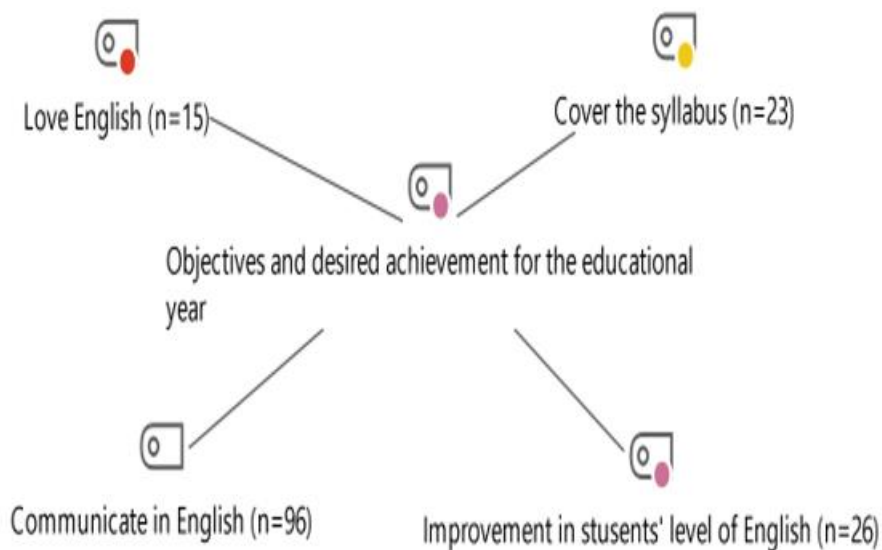 Love English (n=15)
Cover the syllabus (n=23)
Objectives and desired achievement for the educational
year
Communicate in English (n=96)
Improvement in stusents' level of English (n=26)